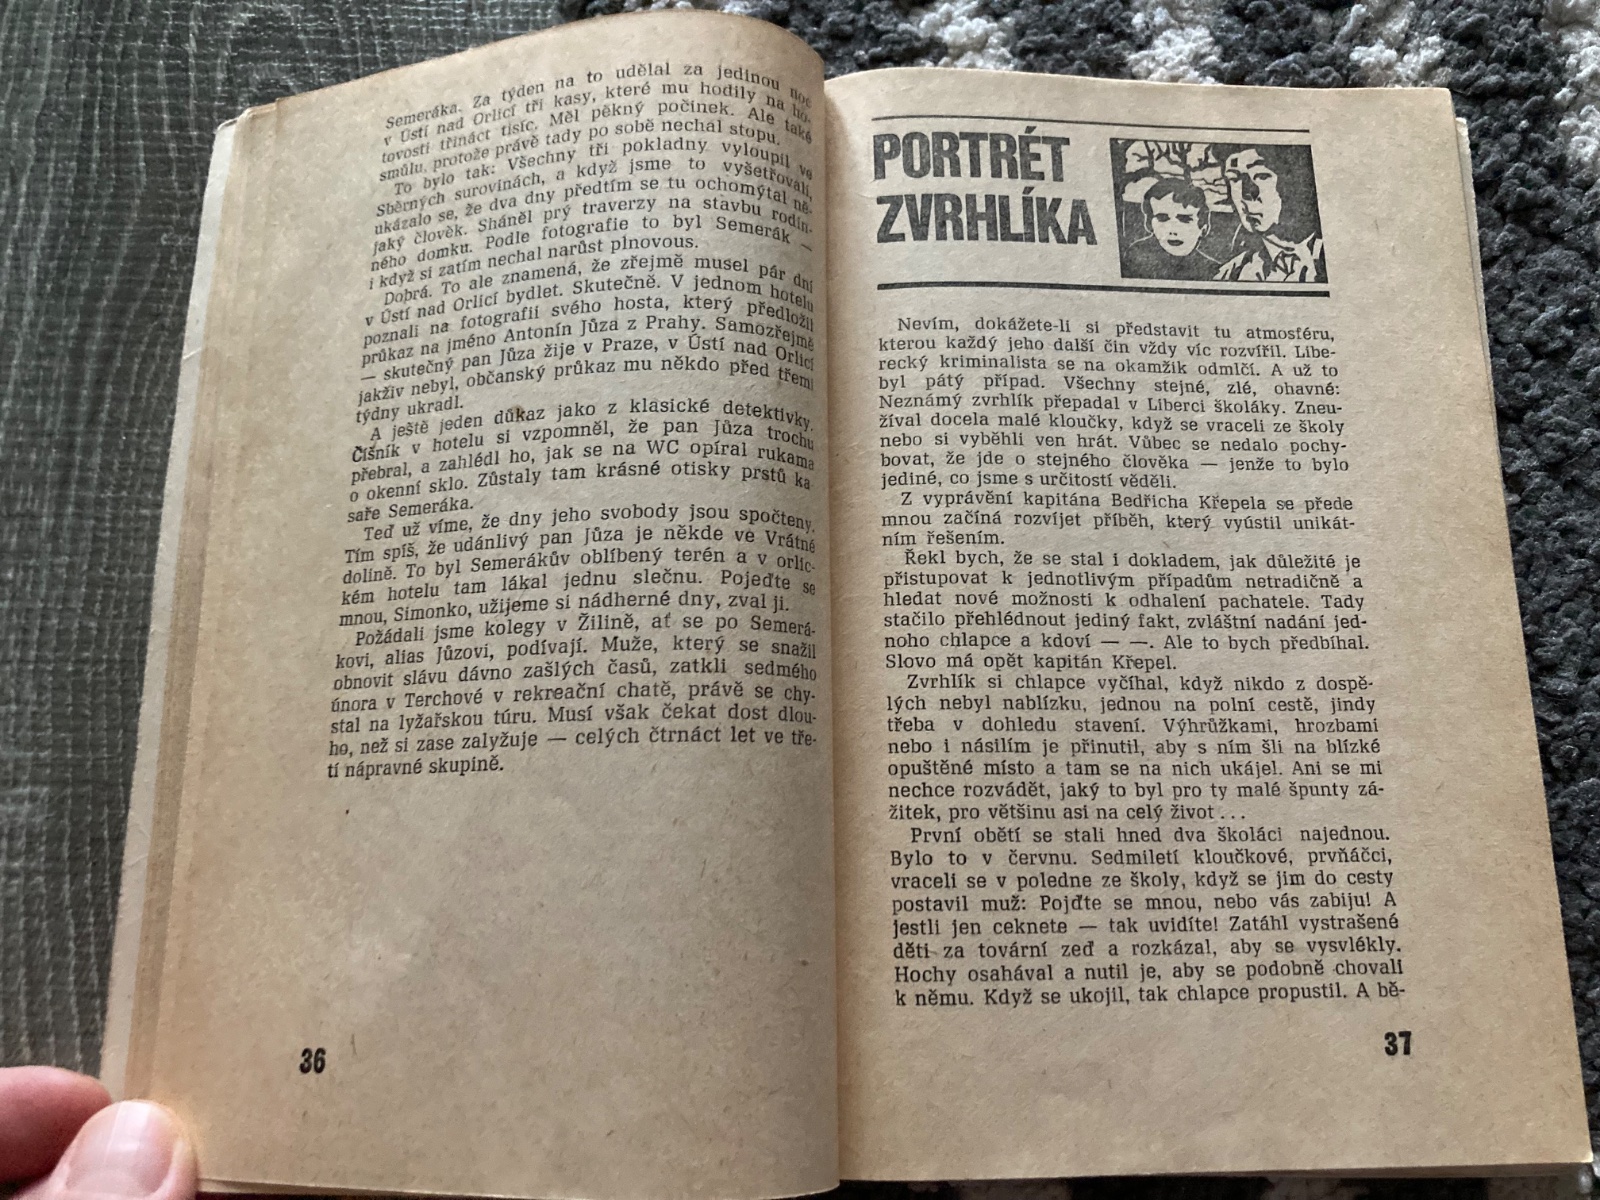 Semeráka. Za týden na to udělal za jedinou noc
v Ústí nad Orlicí tři kasy, které mu hodily na ho-
tovosti třináct tisíc. Měl pěkný počinek. Ale také
smůlu, protože právě tady po sobě nechal stopu.
To bylo tak: Všechny tři pokladny vyloupil ve
Sběrných surovinách, a když jsme to vyšetřovali,
ukázalo se, že dva dny předtím se tu ochomýtal ně-
jaký člověk. Sháněl prý traverzy na stavbu rodin-
ného domku. Podle fotografie to byl Semerák —
i když si zatím nechal narůst plnovous.
Dobrá. To ale znamená, že zřejmě musel pár dní
v Ústí nad Orlicí bydlet. Skutečně. V jednom hotelu
poznali na fotografii svého hosta, který předložil
průkaz na jméno Antonín Jůza z Prahy. Samozřejmě
— skutečný pan Jůza žije v Praze, v Ústí nad Orlicí
jakživ nebyl, občanský průkaz mu někdo před třemi
týdny ukradl.
A ještě jeden důkaz jako z klasické detektivky.
Číšník v hotelu si vzpomněl, že pan Jůza trochu
přebral, a zahlédl ho, jak se na WC opíral rukama
o okenní sklo. Zůstaly tam krásné otisky prstů ka
saře Semeráka.
Teď už víme, že dny jeho svobody jsou spočteny.
Tím spíš, že udánlivý pan Jůza je někde ve Vrátné
dolině. To byl Semerákův oblíbený terén a v orlic-
kém hotelu tam lákal jednu slečnu. Pojeďte se
mnou, Simonko, užijeme si nádherné dny, zval ji.
Požádali jsme kolegy v Žilině, ať se po Semerá-
kovi, alias Jůzovi, podívají. Muže, který se snažil
obnovit slávu dávno zašlých časů, zatkli sedmého
února v Terchové v rekreační chatě, právě se chy-
stal na lyžařskou túru. Musí však čekat dost dlou-
ho, než si zase zalyžuje — celých čtrnáct let ve tře-
tí nápravné skupině.
36
PORTRÉT
ZVRHLÍKA
Nevím, dokážete-li si představit tu atmosféru,
kterou každý jeho další čin vždy víc rozvířil. Libe-
recký kriminalista se na okamžik odmlčí. A už to
byl pátý případ. Všechny stejné, zlé, ohavné:
Neznámý zvrhlík přepadal v Liberci školáky. Zneu-
žíval docela malé kloučky, když se vraceli ze školy
nebo si vyběhli ven hrát. Vůbec se nedalo pochy-
bovat, že jde o stejného člověka — jenže to bylo
jediné, co jsme s určitostí věděli.
Z vyprávění kapitána Bedřicha Křepela se přede
mnou začíná rozvíjet příběh, který vyústil unikát-
ním řešením.
Řekl bych, že se stal i dokladem, jak důležité je
přistupovat k jednotlivým případům netradičně a
hledat nové možnosti k odhalení pachatele. Tady
stačilo přehlédnout jediný fakt, zvláštní nadání jed-
noho chlapce a kdoví — —. Ale to bych předbíhal.
Slovo má opět kapitán Křepel.
Zvrhlík si chlapce vyčíhal, když nikdo z dospě-
lých nebyl nablízku, jednou na polní cestě, jindy
třeba v dohledu stavení. Výhrůžkami, hrozbami
nebo i násilím je přinutil, aby s ním šli na blízké
opuštěné místo a tam se na nich ukájel. Ani se mi
nechce rozvádět, jaký to byl pro ty malé špunty zá-
žitek, pro většinu asi na celý život...
První obětí se stali hned dva školáci najednou.
Bylo to v červnu. Sedmiletí kloučkové, prvňáčci,
vraceli se v poledne ze školy, když se jim do cesty
postavil muž: Pojďte se mnou, nebo vás zabiju! A
jestli jen ceknete — tak uvidíte! Zatáhl vystrašené
děti za tovární zeď a rozkázal, aby se vysvlékly.
Hochy osahával a nutil je, aby se podobně chovali
k němu. Když se ukojil, tak chlapce propustil. A bě-
37